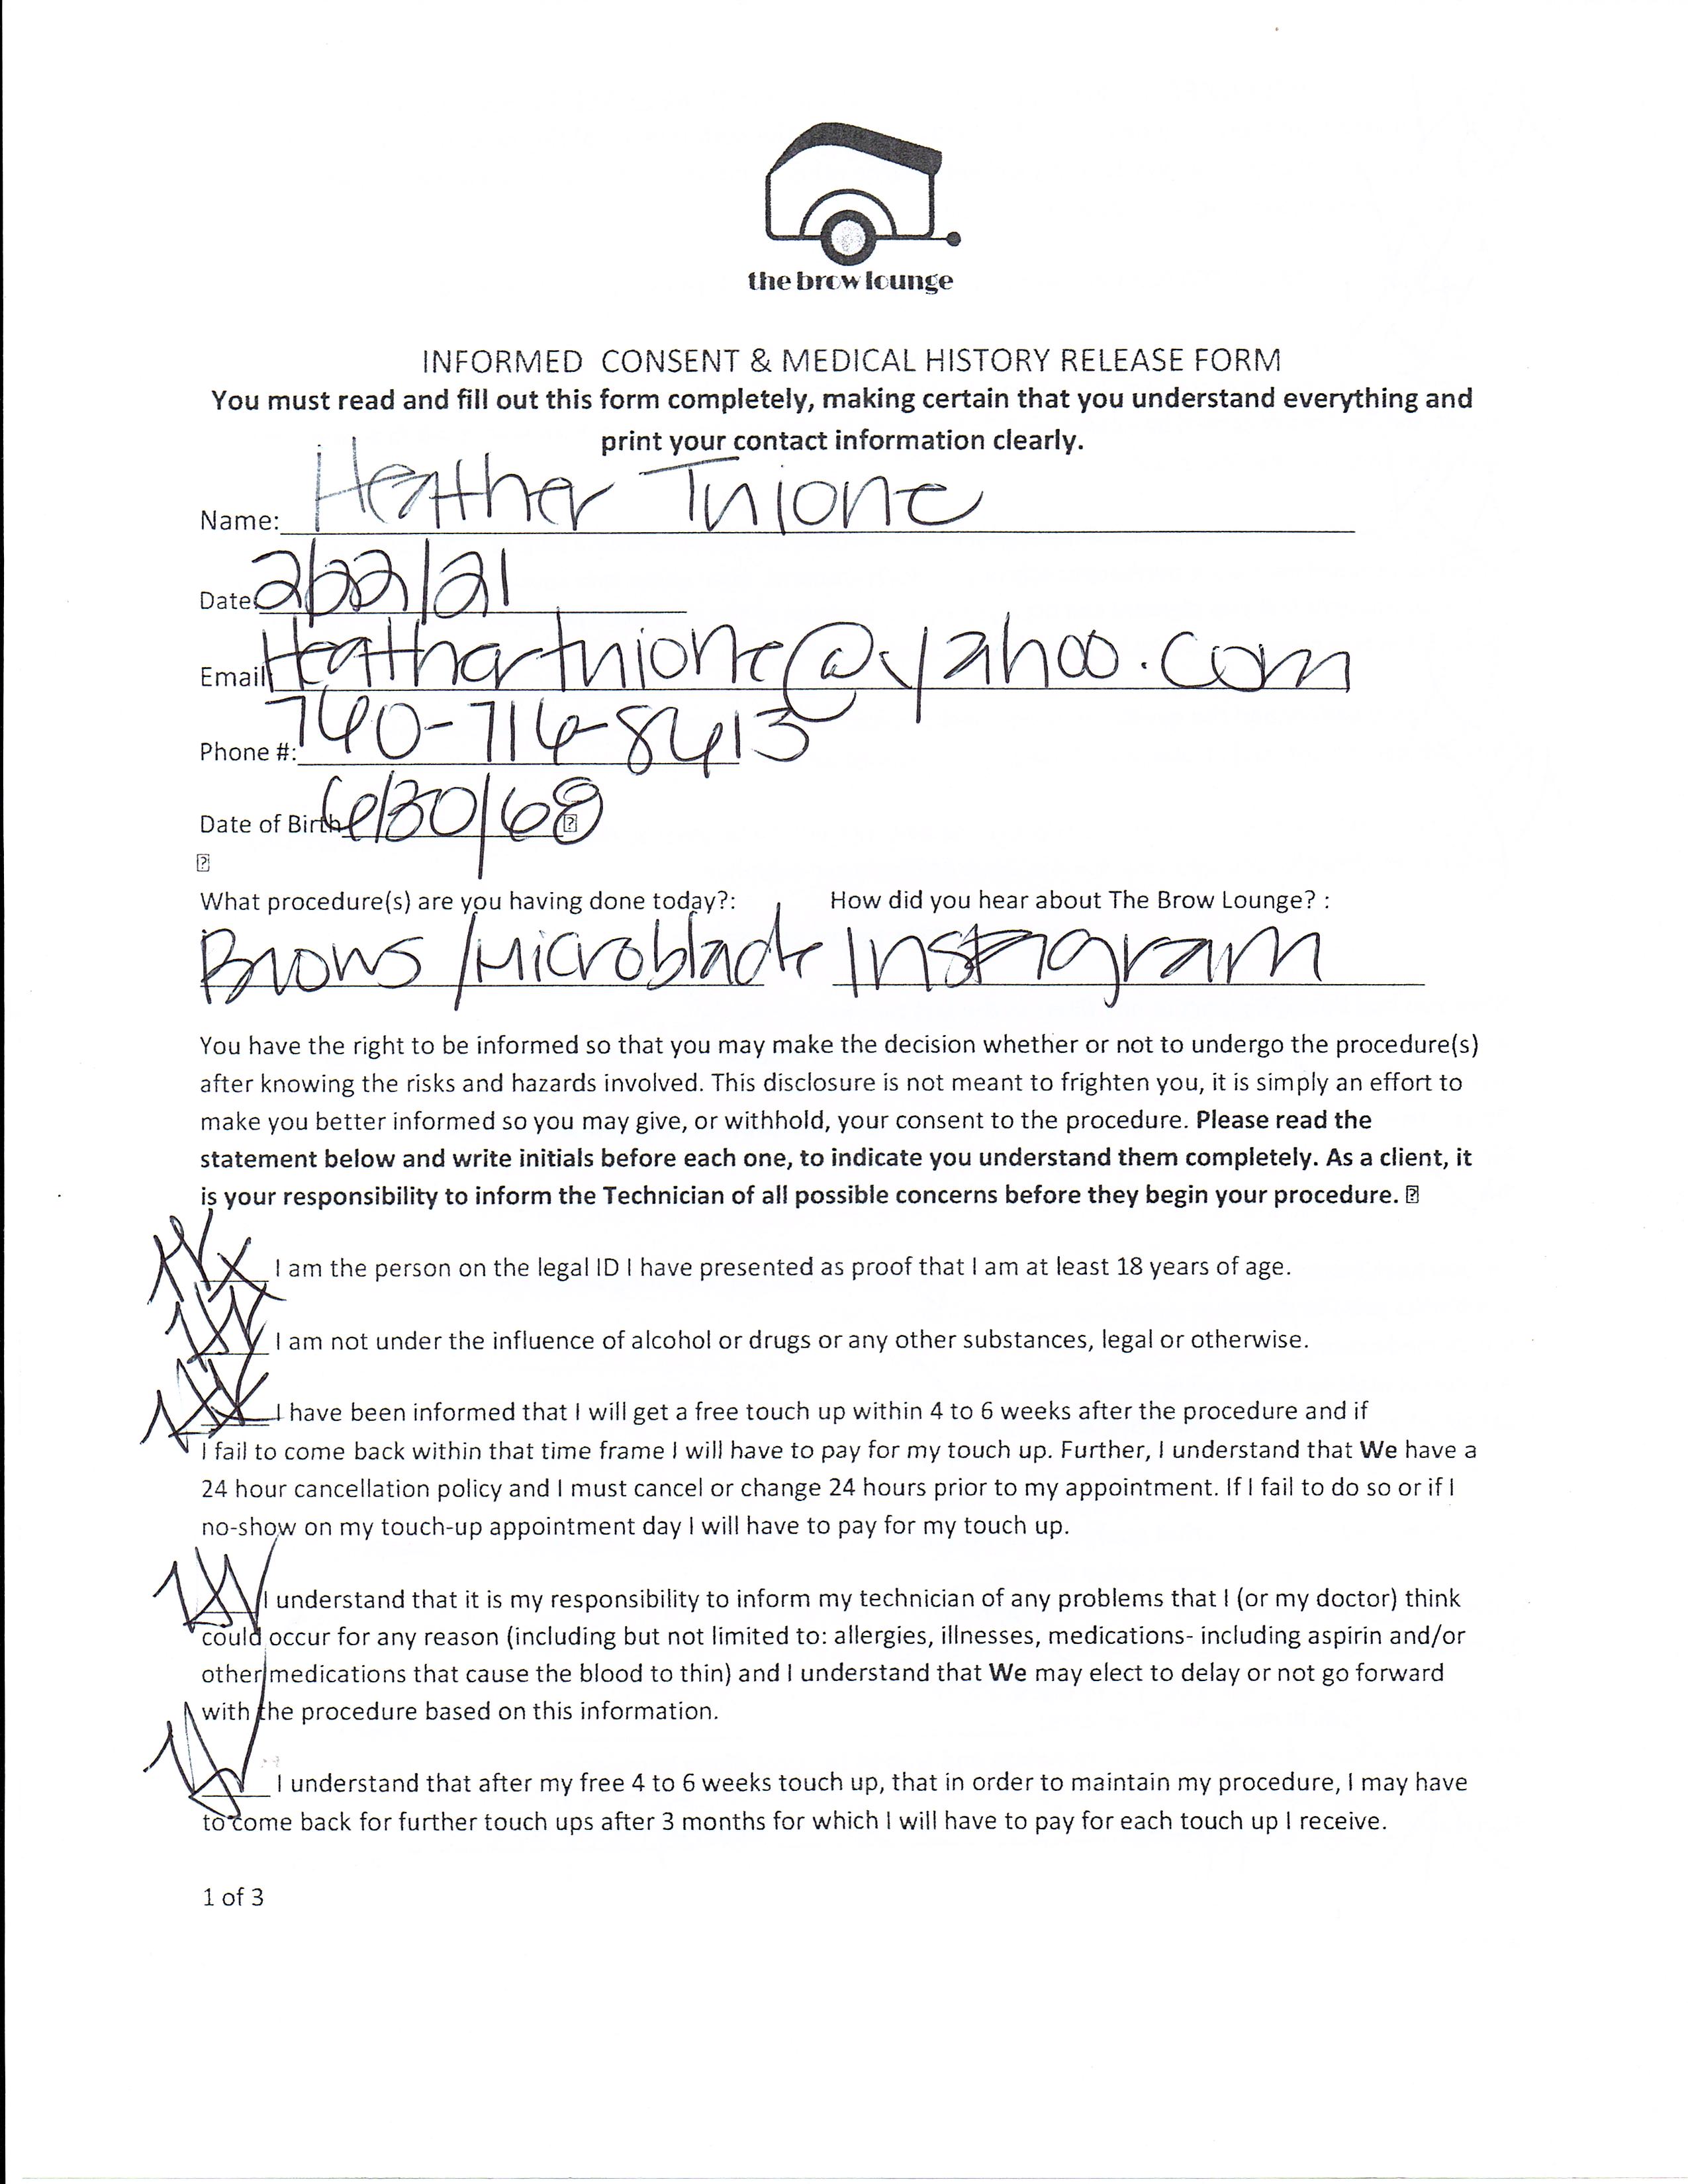 the brow lounge
INFORMED CONSENT & MEDICAL HISTORY RELEASE FORM
You must read and fill out this form completely, making certain that you understand everything and
print your contact information clearly.
Name: Heather Tnione
Date 2/22/21
Email Heathertnione@yahoo.com
Phone #: 740-716-8413
Date of Birth 6/30/68
What procedure(s) are you having done today?: How did you hear about The Brow Lounge? :
Brows /Microblade Instagram
You have the right to be informed so that you may make the decision whether or not to undergo the procedure(s)
after knowing the risks and hazards involved. This disclosure is not meant to frighten you, it is simply an effort to
make you better informed so you may give, or withhold, your consent to the procedure. Please read the
statement below and write initials before each one, to indicate you understand them completely. As a client, it
is your responsibility to inform the Technician of all possible concerns before they begin your procedure.
I am the person on the legal ID I have presented as proof that I am at least 18 years of age.
I am not under the influence of alcohol or drugs or any other substances, legal or otherwise.
I have been informed that I will get a free touch up within 4 to 6 weeks after the procedure and if
I fail to come back within that time frame I will have to pay for my touch up. Further, I understand that We have a
24 hour cancellation policy and I must cancel or change 24 hours prior to my appointment. If I fail to do so or if I
no-show on my touch-up appointment day I will have to pay for my touch up.
I understand that it is my responsibility to inform my technician of any problems that I (or my doctor) think
could occur for any reason (including but not limited to: allergies, illnesses, medications- including aspirin and/or
other medications that cause the blood to thin) and I understand that We may elect to delay or not go forward
with the procedure based on this information.
I understand that after my free 4 to 6 weeks touch up, that in order to maintain my procedure, I may have
to come back for further touch ups after 3 months for which I will have to pay for each touch up I receive.
1 of 3